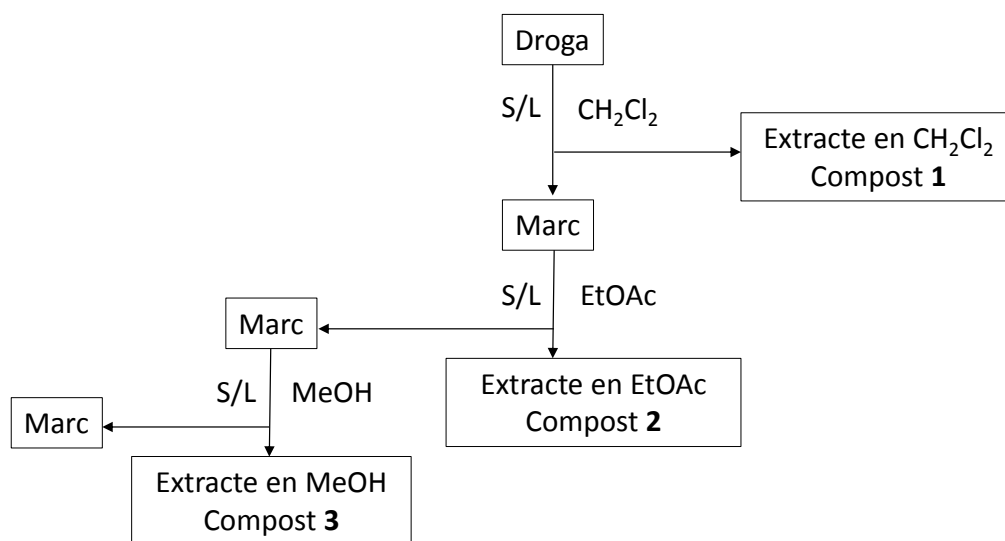 Droga
S/L CH₂Cl₂
Extracte en CH₂Cl₂
Compost 1
Marc
S/L EtOAc
Marc
Extracte en EtOAc
Compost 2
S/L MeOH
Marc
Extracte en MeOH
Compost 3